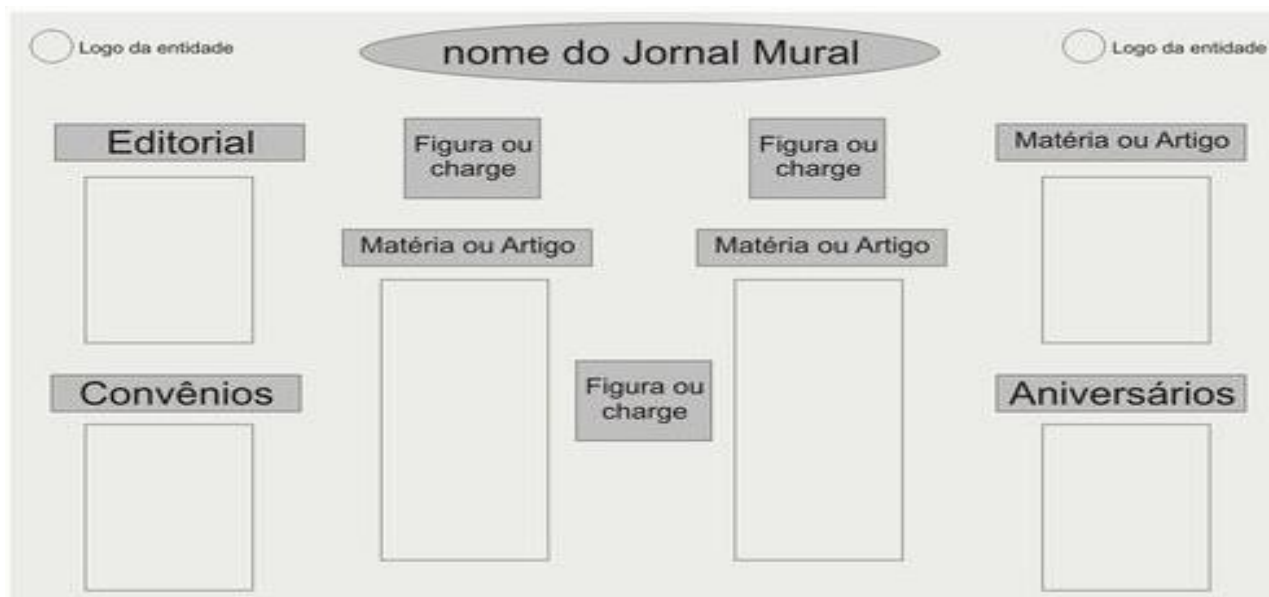 Logo da entidade
nome do Jornal Mural
Logo da entidade
Editorial
Figura ou
charge
Figura ou
charge
Matéria ou Artigo
Matéria ou Artigo
Matéria ou Artigo
Convênios
Figura ou
charge
Aniversários